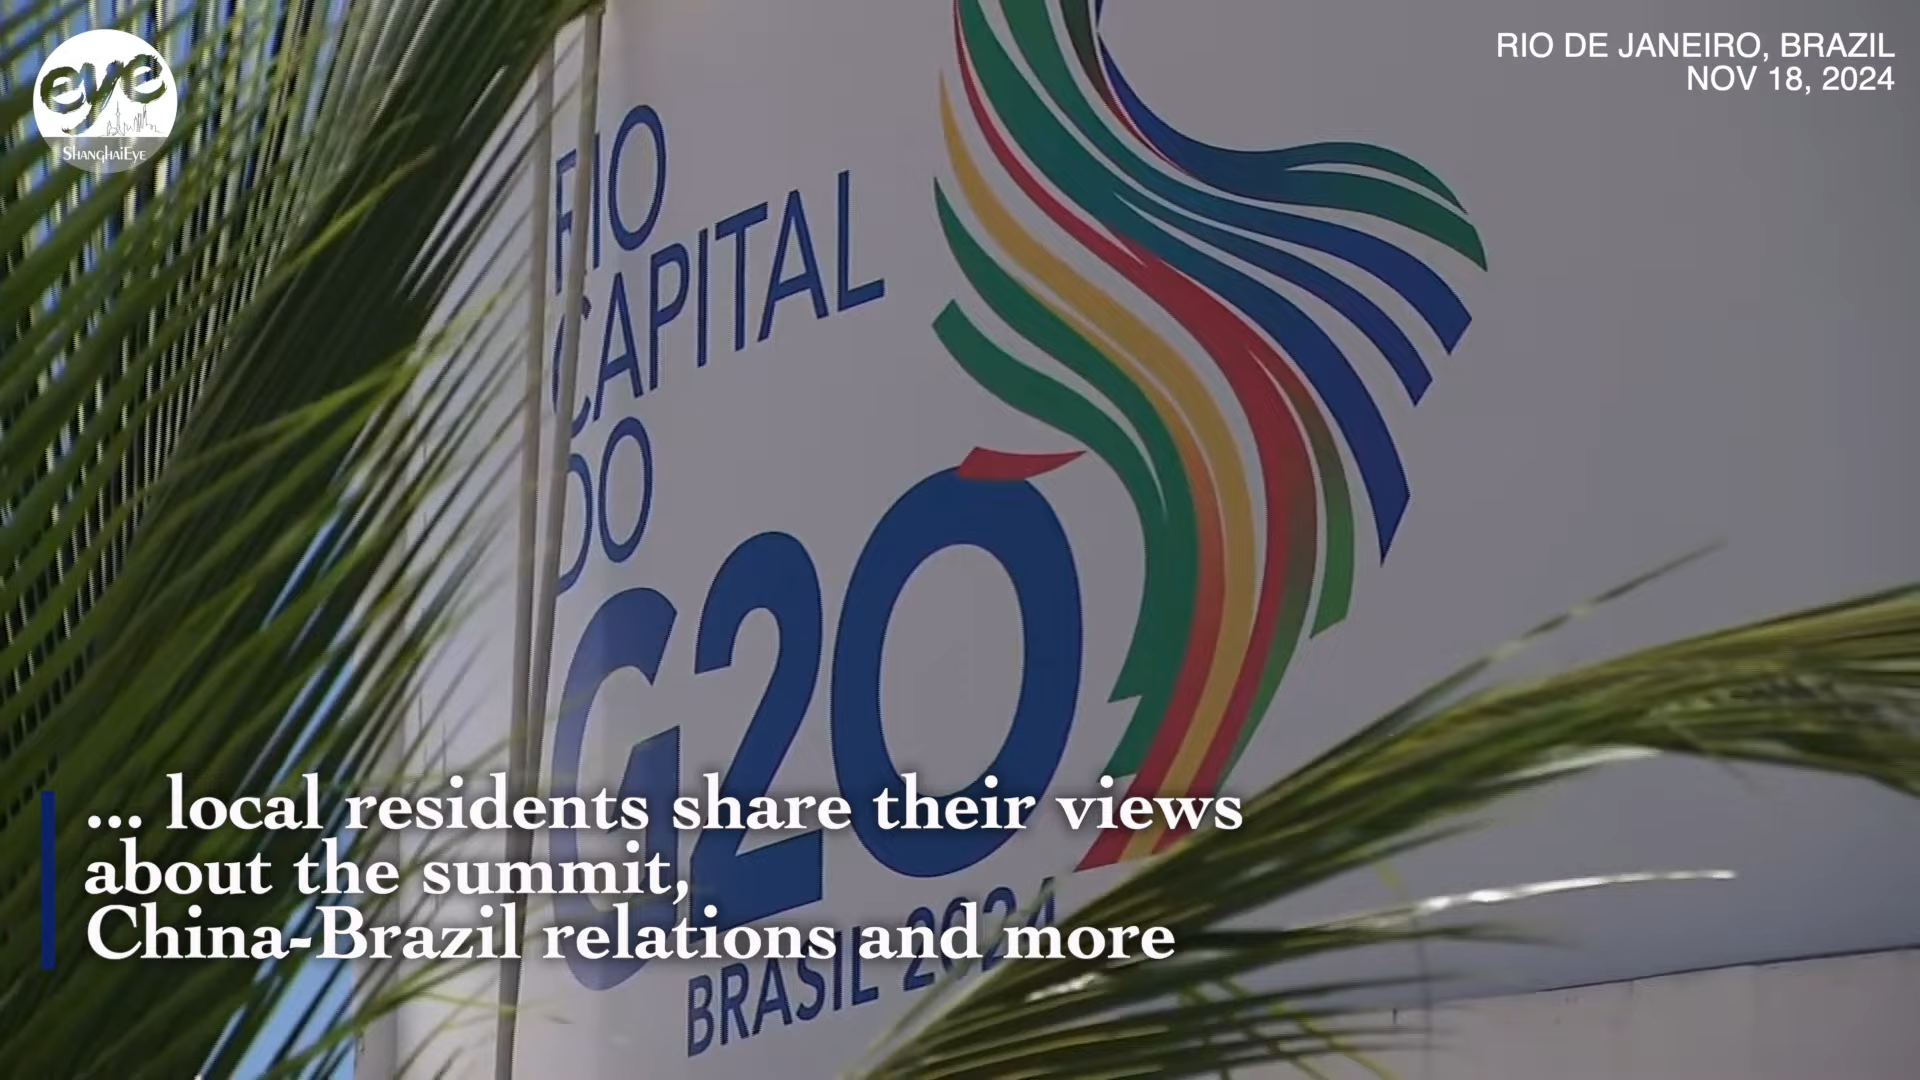 eye
ShanghaiEye
RIO DE JANEIRO, BRAZIL
NOV 18, 2024
RIO
CAPITAL
DO
G20
BRASIL 2024
... local residents share their views
about the summit,
China-Brazil relations and more